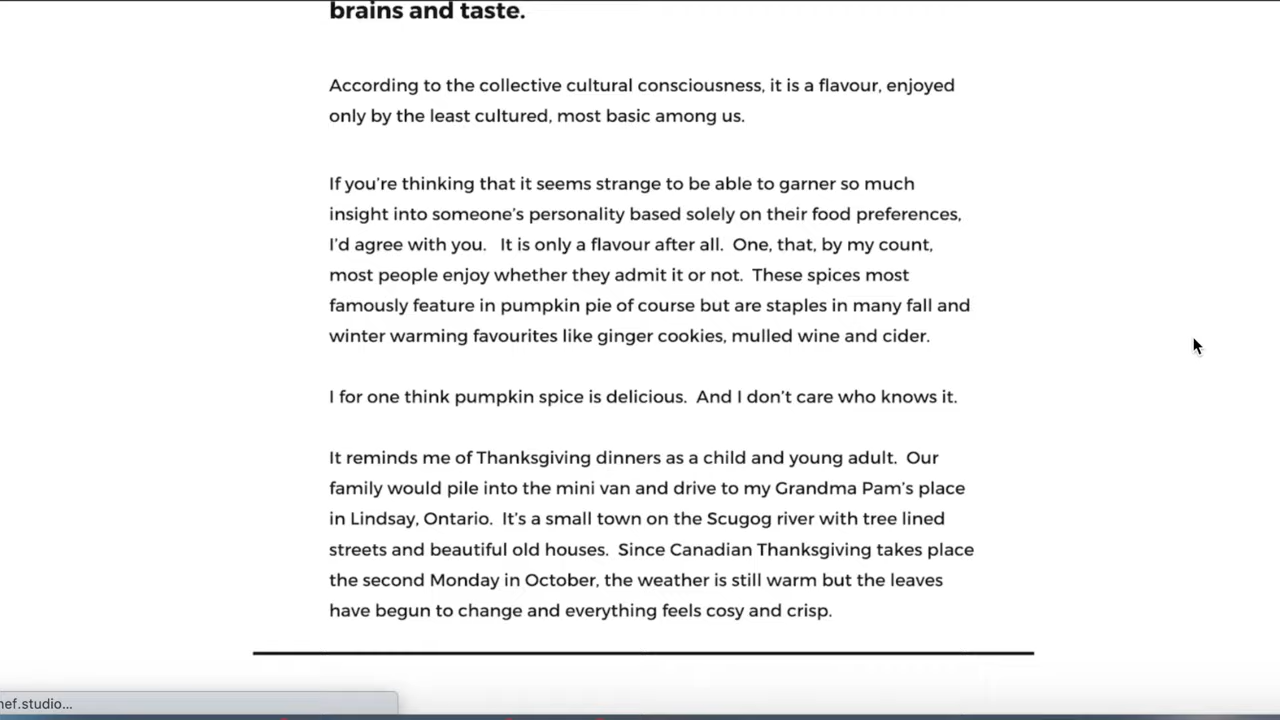 brains and taste.
According to the collective cultural consciousness, it is a flavour, enjoyed
only by the least cultured, most basic among us.
If you're thinking that it seems strange to be able to garner so much
insight into someone's personality based solely on their food preferences,
I'd agree with you.   It is only a flavour after all.  One, that, by my count,
most people enjoy whether they admit it or not.  These spices most
famously feature in pumpkin pie of course but are staples in many fall and
winter warming favourites like ginger cookies, mulled wine and cider.
I for one think pumpkin spice is delicious.  And I don't care who knows it.
It reminds me of Thanksgiving dinners as a child and young adult.  Our
family would pile into the mini van and drive to my Grandma Pam's place
in Lindsay, Ontario.  It's a small town on the Scugog river with tree lined
streets and beautiful old houses.  Since Canadian Thanksgiving takes place
the second Monday in October, the weather is still warm but the leaves
have begun to change and everything feels cosy and crisp.
nef.studio...